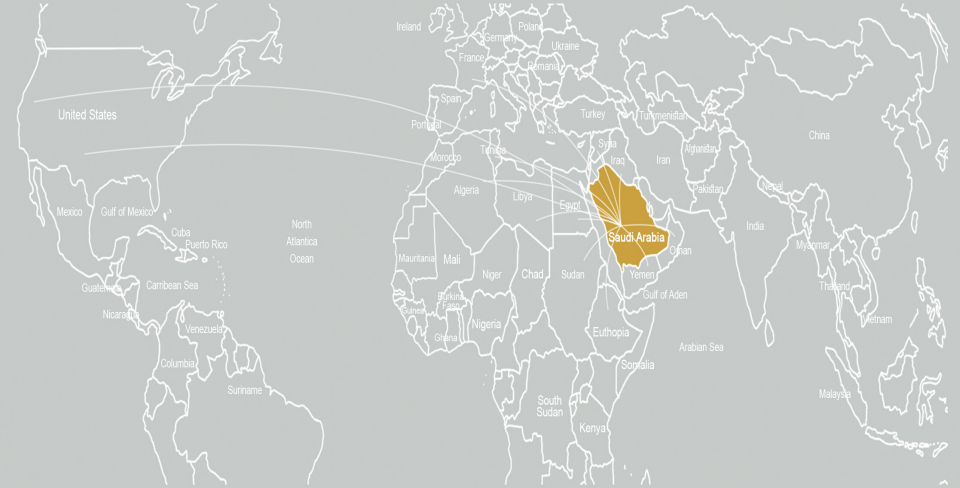 Ireland
Poland
Germany
Ukraine
France
Romania
Spain
Portugal
Turkey
Turkmenistan
United States
China
Syria
Tunisia
Morocco
Iraq
Iran
Afghanistan
Algeria
Libya
Egypt
Pakistan
Nepal
Mexico
Gulf of Mexico
North
Atlantica
Ocean
India
Cuba
Puerto Rico
Saudi Arabia
Oman
Myanmar
Mauritania
Mali
Niger
Chad
Sudan
Yemen
Guatemala
Carribean Sea
Thailand
Burkina
Faso
Gulf of Aden
Guinea
Nicaragua
Venezuela
Ghana
Nigeria
Euthopia
Vietnam
Arabian Sea
Columbia
Somalia
Suriname
Malaysia
South
Sudan
Kenya